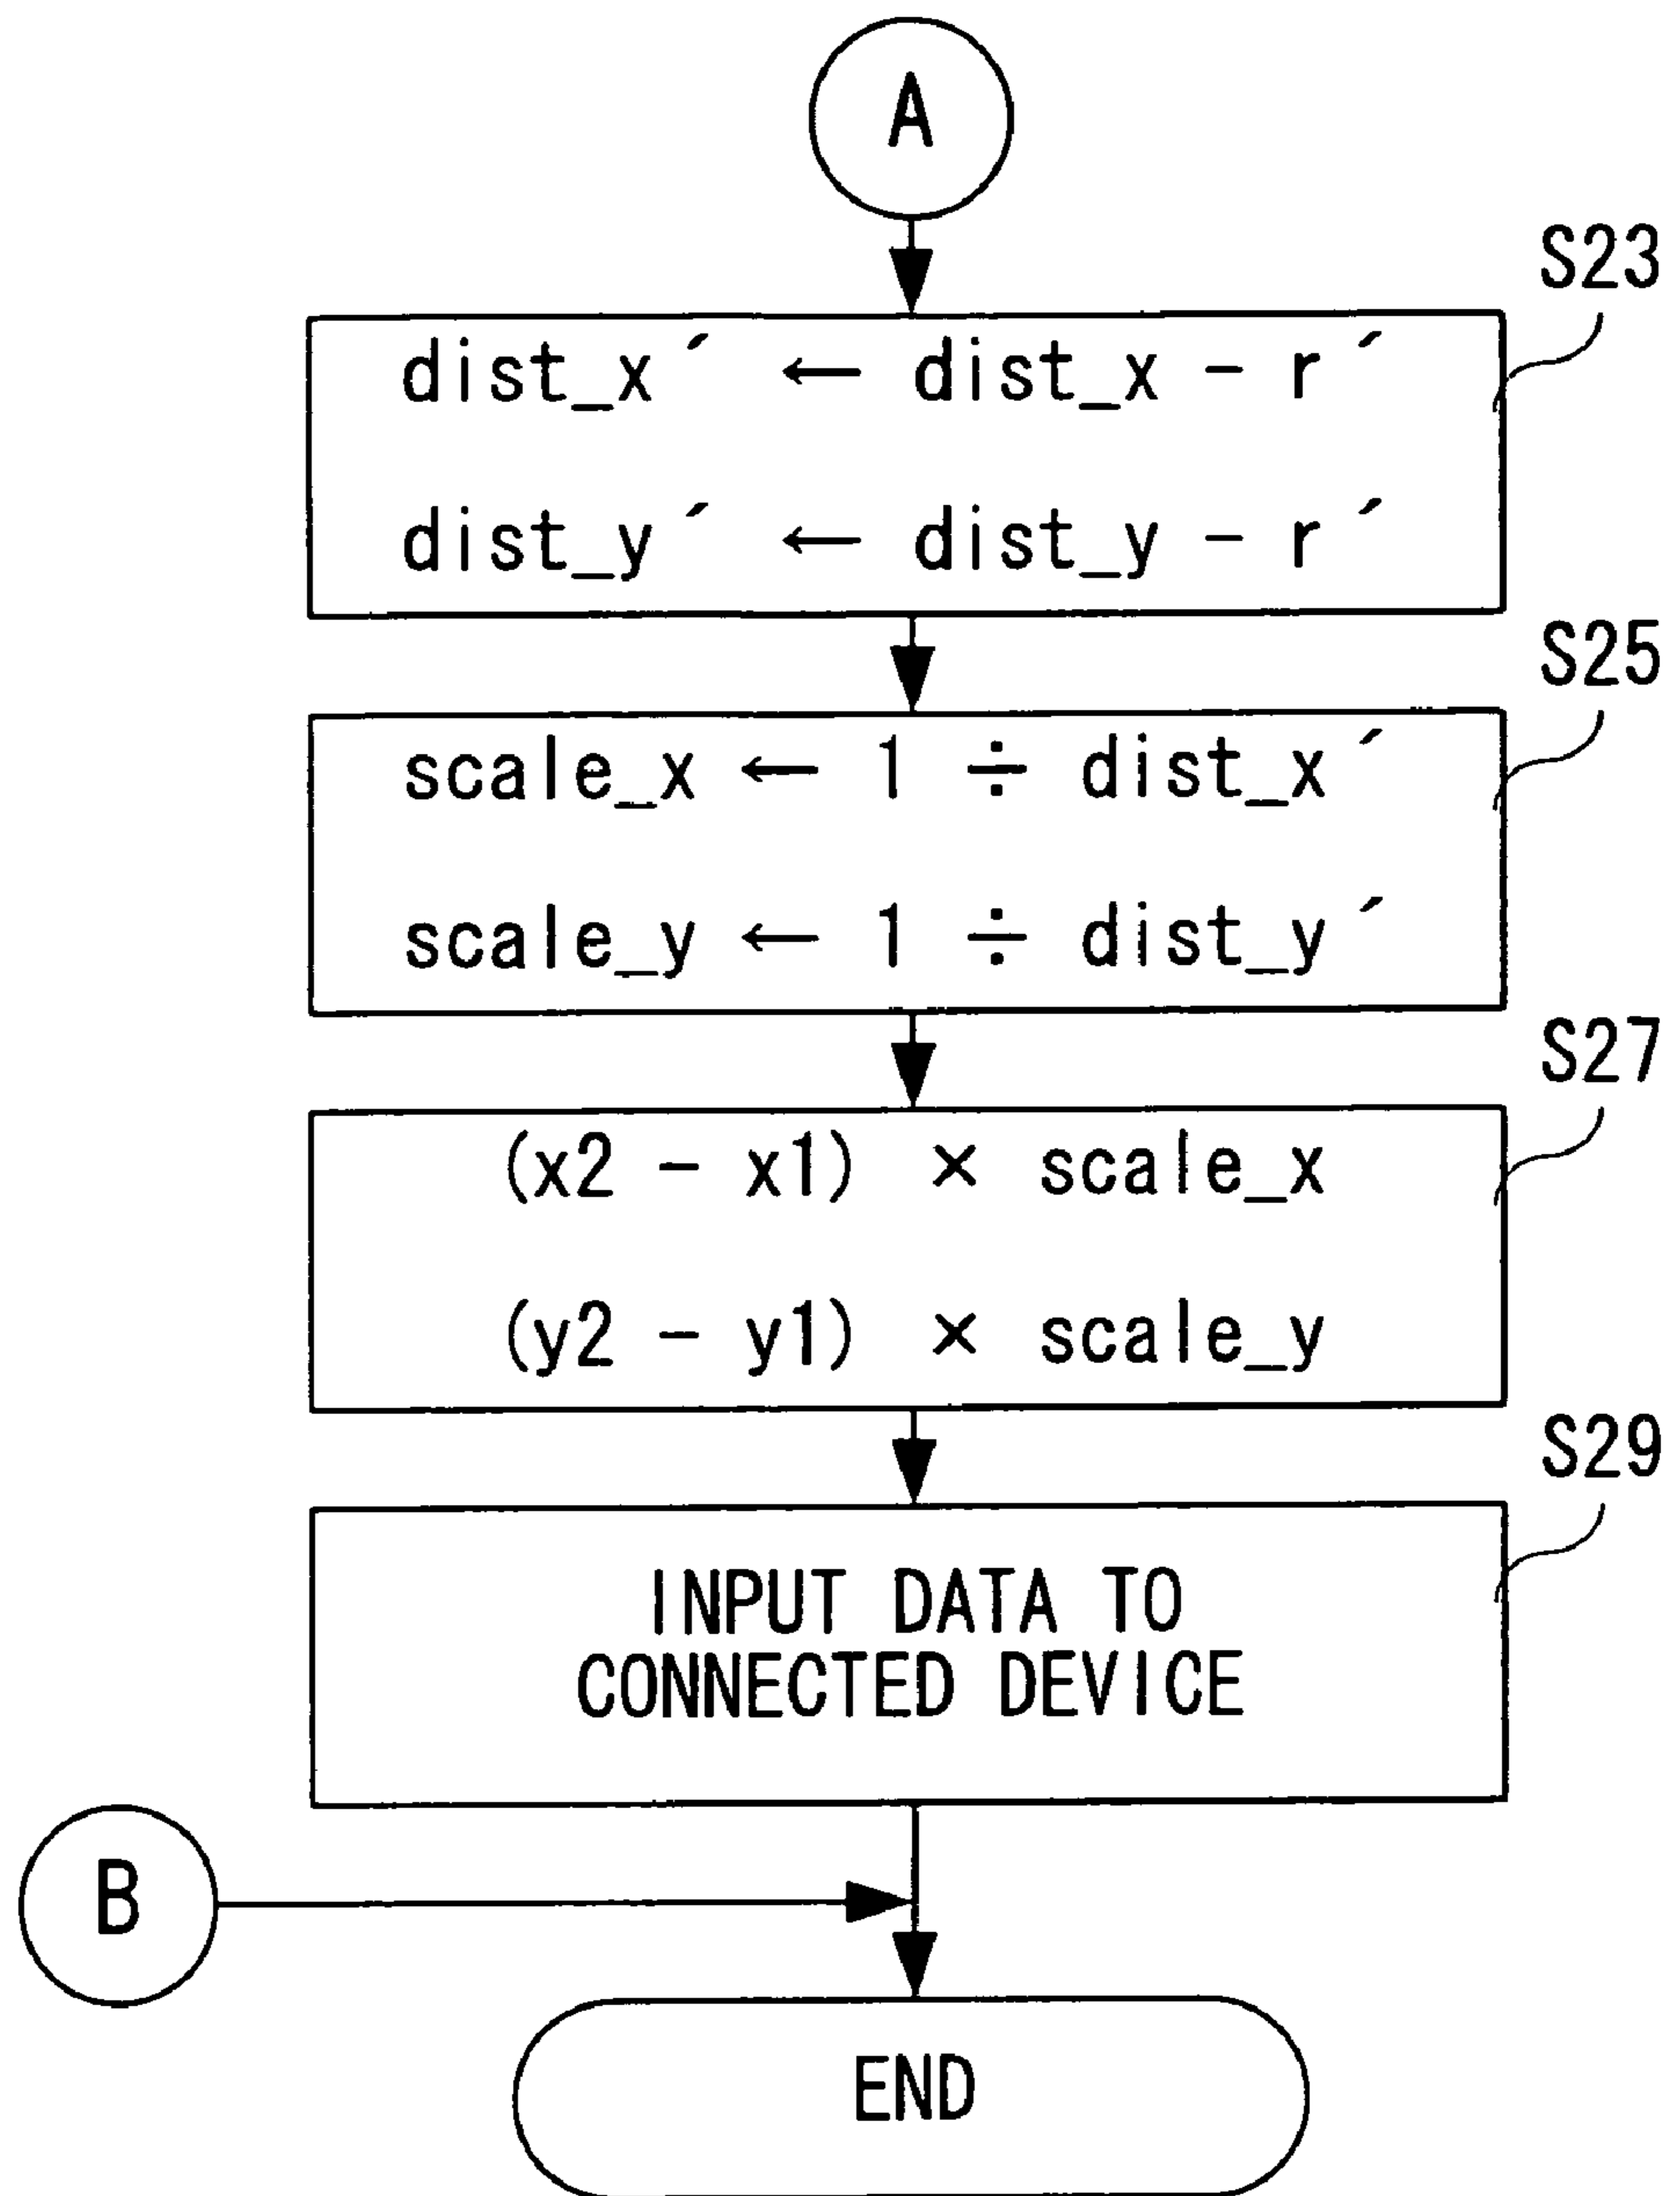 A
S23
dist_x´ ← dist_x - r´
dist_y´ ← dist_y - r´
S25
scale_x ← 1 ÷ dist_x´
scale_y ← 1 ÷ dist_y´
S27
(x2 - x1) × scale_x
(y2 - y1) × scale_y
S29
INPUT DATA TO
CONNECTED DEVICE
B
END